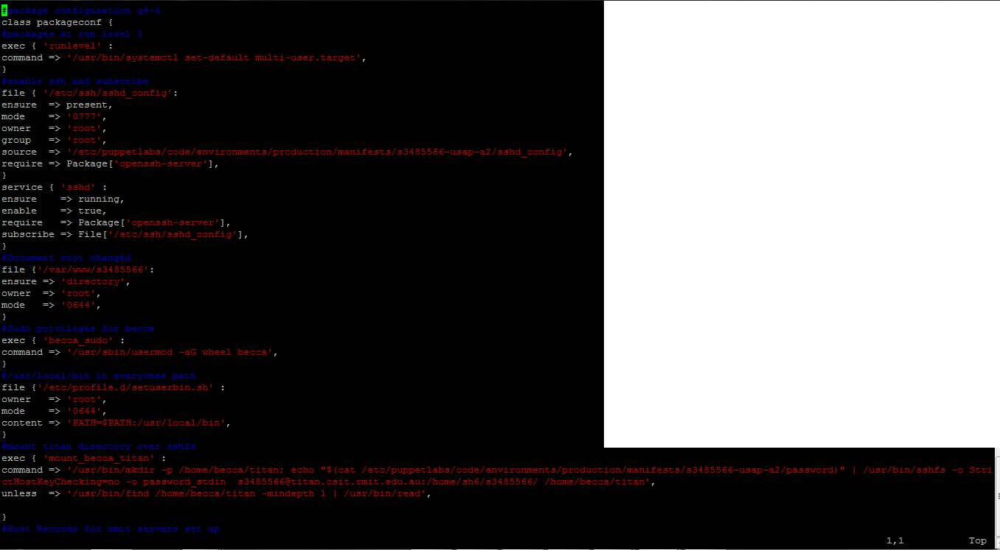 #package configuration q4-8
class packageconf {
#packages at run level 3
exec { 'runlevel' :
command => '/usr/bin/systemctl set-default multi-user.target',
}
#enable ssh and subscribe
file { '/etc/ssh/sshd_config':
ensure  => present,
mode    => '0777',
owner   => 'root',
group   => 'root',
source  => '/etc/puppetlabs/code/environments/production/manifests/s3485566-usap-a2/sshd_config',
require => Package['openssh-server'],
}
service { 'sshd' :
ensure    => running,
enable    => true,
require   => Package['openssh-server'],
subscribe => File['/etc/ssh/sshd_config'],
}
#Document root changed
file {'/var/www/s3485566':
ensure => 'directory',
owner  => 'root',
mode   => '0644',
}
#Sudo privileges for becca
exec { 'becca_sudo' :
command => '/usr/sbin/usermod -aG wheel becca',
}
#/usr/local/bin in everyones path
file {'/etc/profile.d/setuserbin.sh' :
owner   => 'root',
mode    => '0644',
content => 'PATH=$PATH:/usr/local/bin',
}
#mount titan directory over sshfs
exec { 'mount_becca_titan' :
command => '/usr/bin/mkdir -p /home/becca/titan; echo "$(cat /etc/puppetlabs/code/environments/production/manifests/s3485566-usap-a2/password)" | /usr/bin/sshfs -o Stri
ctHostKeyChecking=no -o password_stdin  s3485566@titan.csit.rmit.edu.au:/home/sh6/s3485566/ /home/becca/titan',
unless  => '/usr/bin/find /home/becca/titan -mindepth 1 | /usr/bin/read',
}
#Host Records for rmit servers set up
1,1 Top